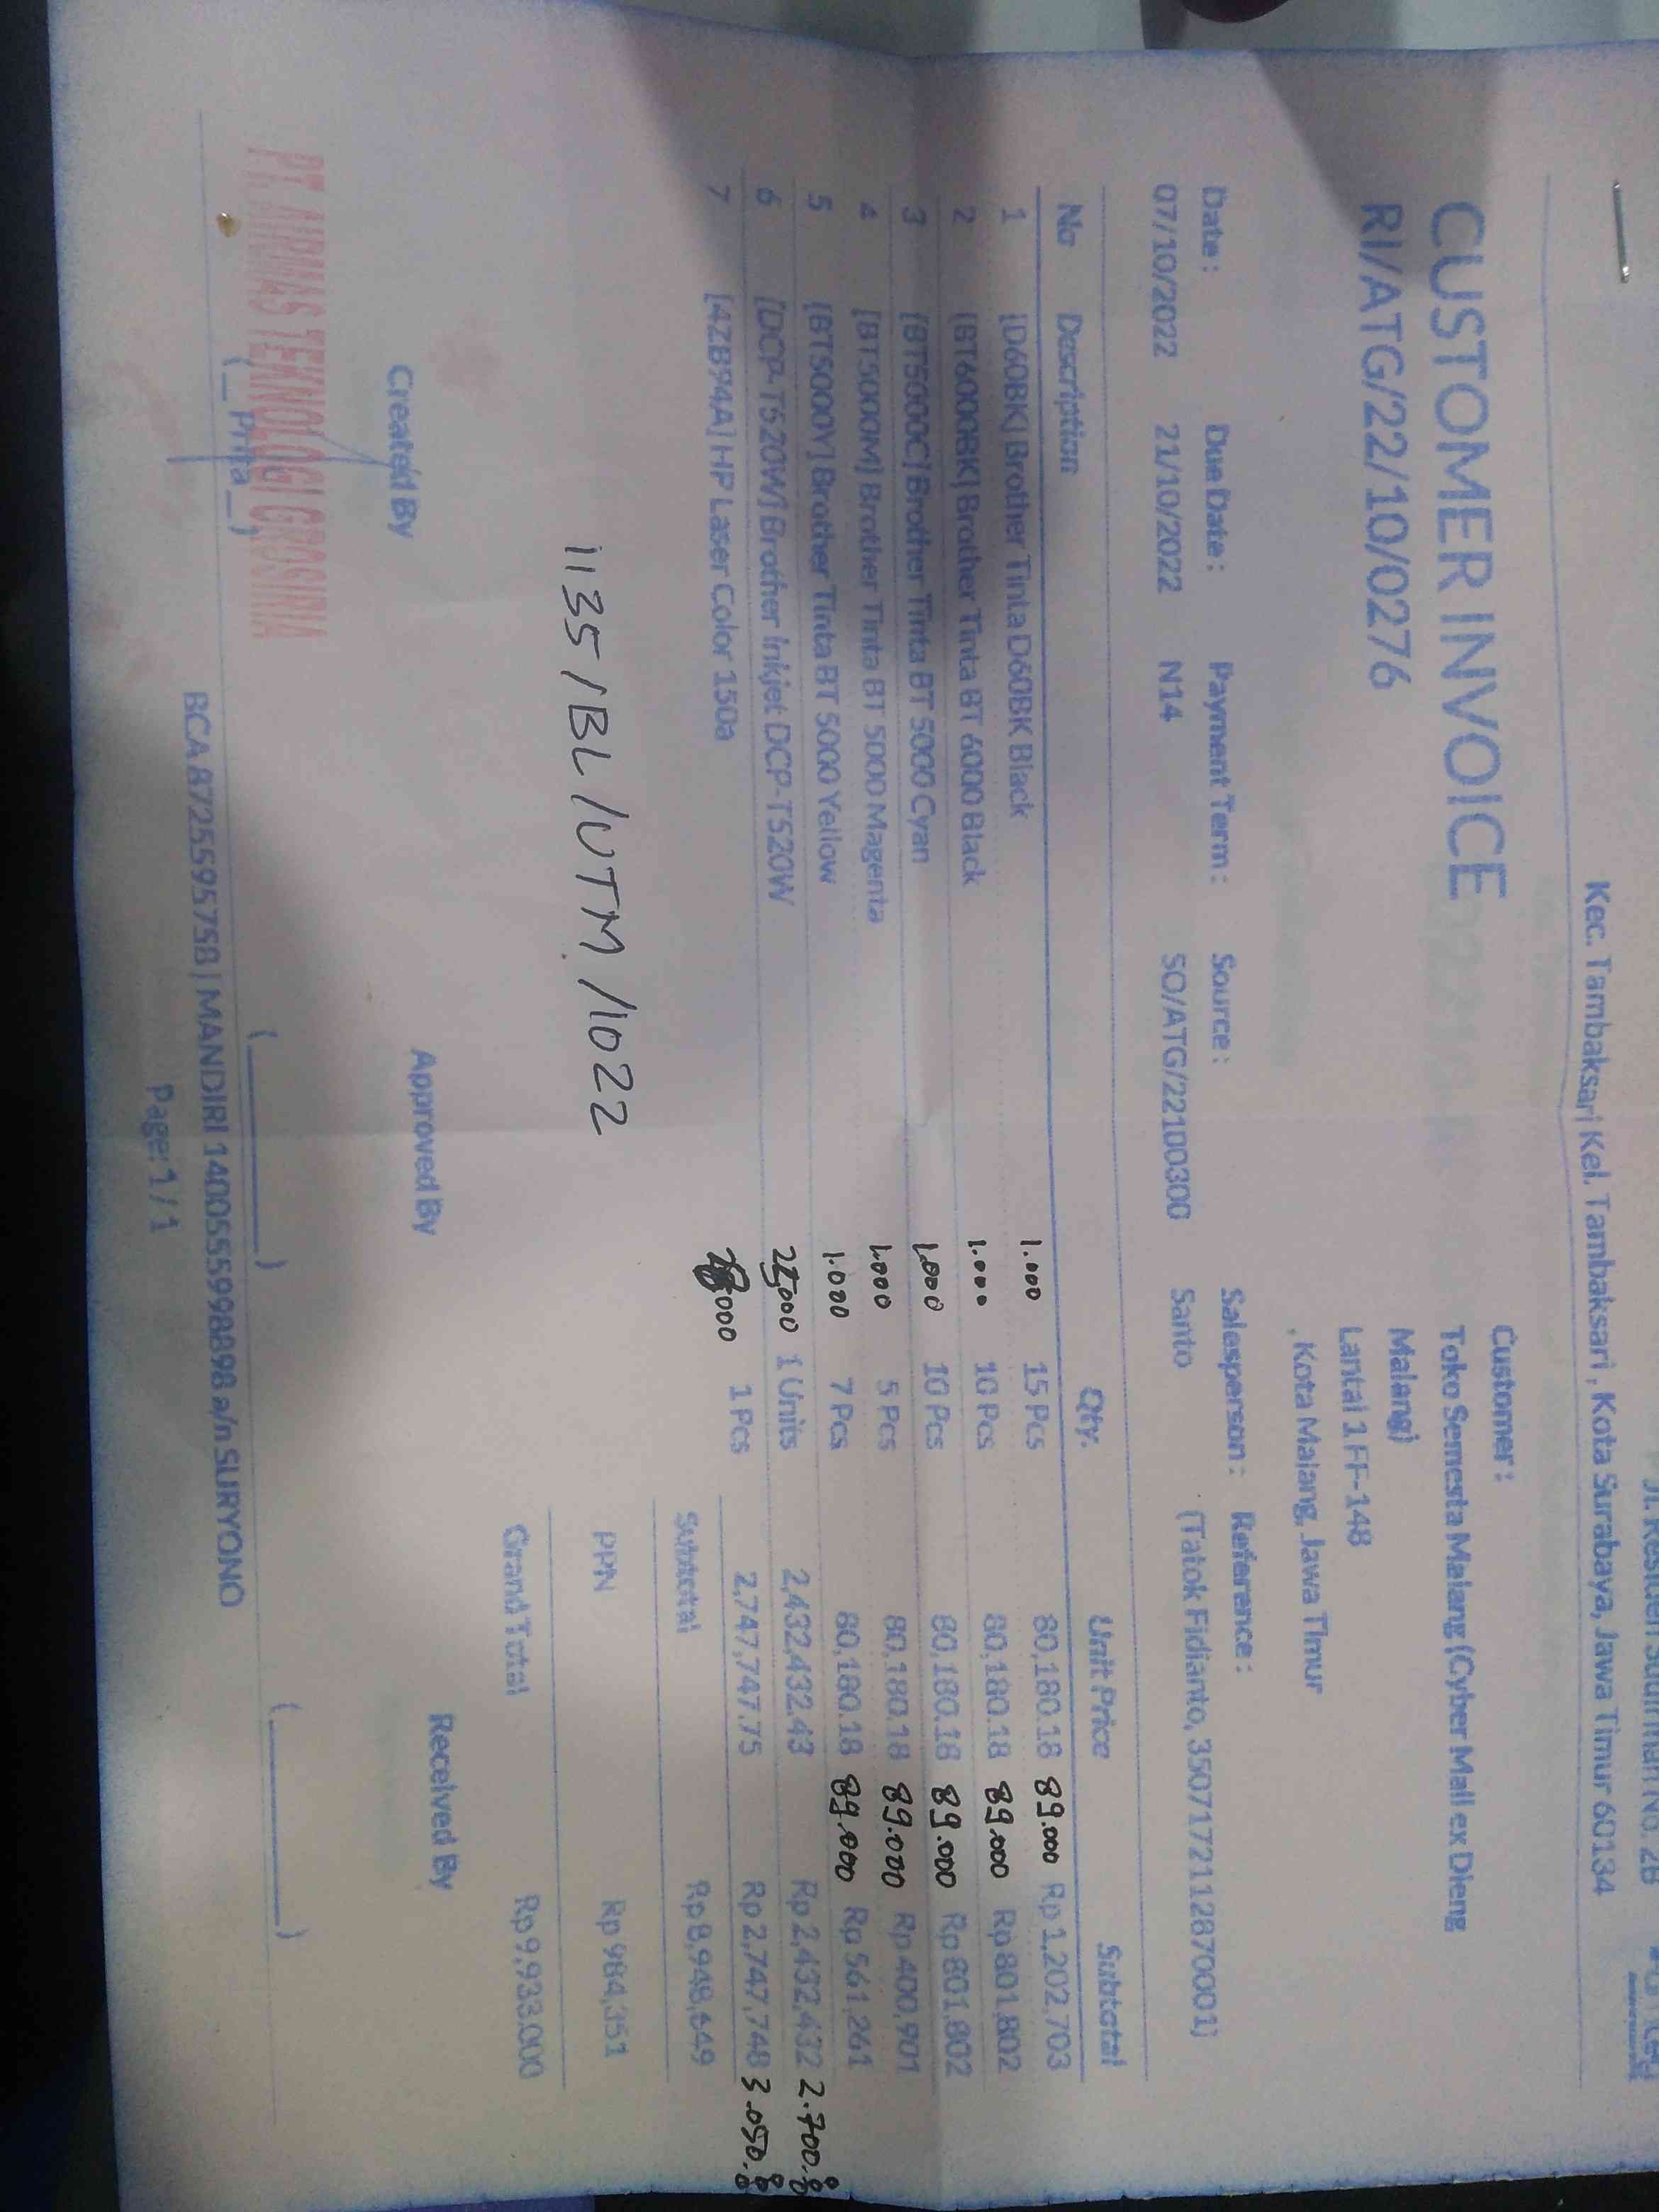 Kec. Tambaksari Kel. Tambaksari , Kota Surabaya, Jawa Timur 60134
CUSTOMER INVOICE
RI/ATG/22/10/0276
Customer :
Toko Semesta Malang (Cyber Mall ex Dieng
Malang)
Lantai 1 FF-148
, Kota Malang, Jawa Timur
Date : Due Date : Payment Term : Source : Salesperson : Reference :
07/10/2022 21/10/2022 N14 SO/ATG/22100300 Santo (Tatok Fidianto, 3507172112870001)
No Description Qty. Unit Price Subtotal
1 [D60BK] Brother Tinta D60BK Black 1.000 15 Pcs 80,180.18 89.000 Rp 1,202,703
2 [BT6000BK] Brother Tinta BT 6000 Black 1.000 10 Pcs 80,180.18 89.000 Rp 801,802
3 [BT5000C] Brother Tinta BT 5000 Cyan 1.000 10 Pcs 80,180.18 89.000 Rp 801,802
4 [BT5000M] Brother Tinta BT 5000 Magenta 1.000 5 Pcs 80,180.18 89.000 Rp 400,901
5 [BT5000Y] Brother Tinta BT 5000 Yellow 1.000 7 Pcs 80,180.18 89.000 Rp 561,261
6 [DCP-T520W] Brother Inkjet DCP-T520W 25,000 1 Units 2,432,432.43 Rp 2,432,432 2.700.00
7 [4ZB94A] HP Laser Color 150a 1 Pcs 2,747,747.75 Rp 2,747,748 3.050.00
Subtotal Rp 8,948,649
PPN Rp 984,351
Grand Total Rp 9,933,000
1135/BL/UTM/1022
Created By Approved By Received By
PT. AIRMAS TEKNOLOGI GROSINIA
(_ Prita _) (________) (________)
BCA 8725595758 | MANDIRI 1400555998898 a/n SURYONO
Page: 1 / 1